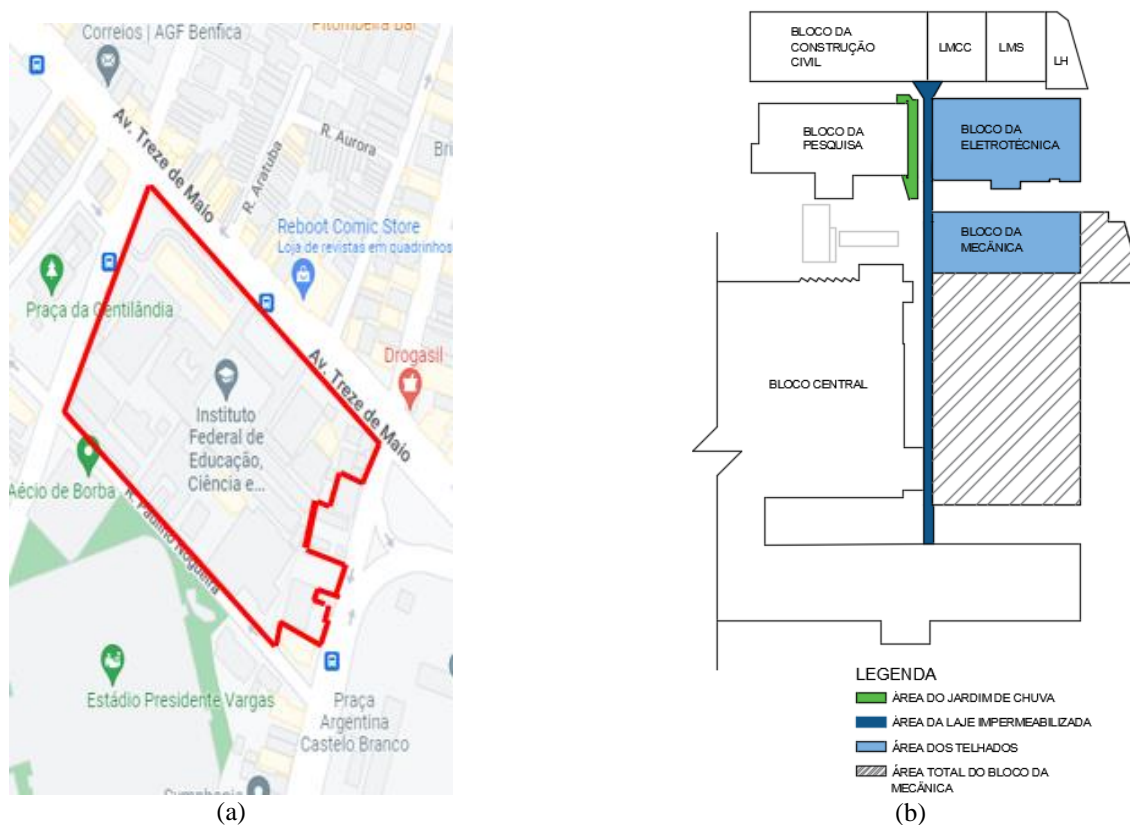 Correios | AGF Benfica
Pitombeira Bar
Av. Treze de Maio
R. Aurora
R. Aratuba
Bri
Reboot Comic Store
Loja de revistas em quadrinhos
Praça da Gentilândia
Drogasil
Av. Treze de Maio
Instituto
Federal de
Educação,
Ciência e...
Aécio de Borba
R. Paulino Nogueira
Estádio Presidente Vargas
Praça
Argentina
Castelo Branco
(a)
BLOCO DA
CONSTRUÇÃO
CIVIL
LMCC
LMS
LH
BLOCO DA
PESQUISA
BLOCO DA
ELETROTÉCNICA
BLOCO DA
MECÂNICA
BLOCO CENTRAL
LEGENDA
ÁREA DO JARDIM DE CHUVA
ÁREA DA LAJE IMPERMEABILIZADA
ÁREA DOS TELHADOS
ÁREA TOTAL DO BLOCO DA
MECÂNICA
(b)